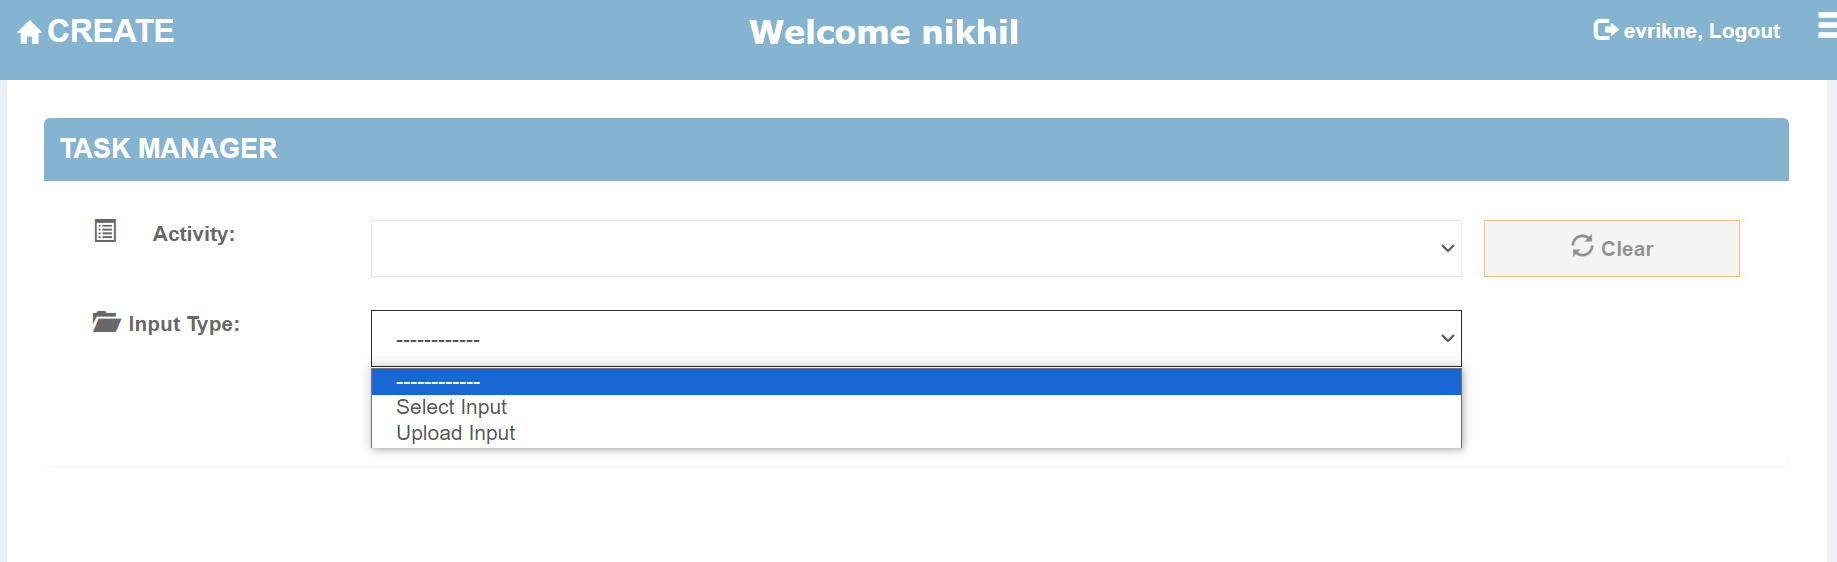 CREATE
Welcome nikhil
evrikne, Logout
TASK MANAGER
Activity:
Clear
Input Type:
------------
------------
Select Input
Upload Input